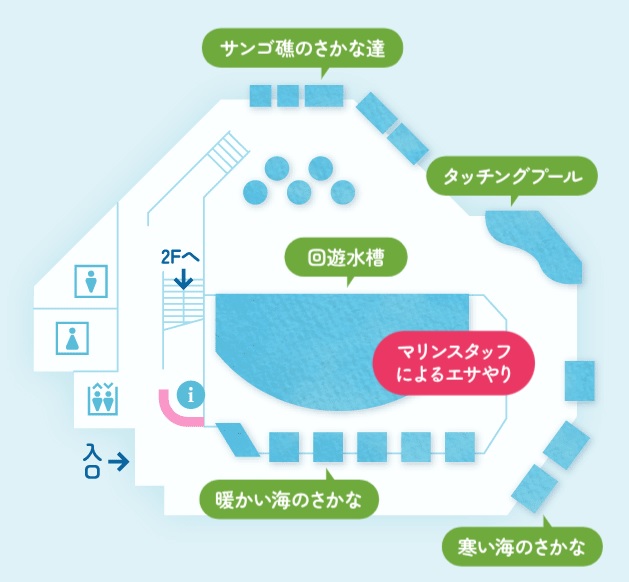 サンゴ礁のさかな達
タッチングプール
2Fへ
回遊水槽
マリンスタッフ
によるエサやり
i
入口
暖かい海のさかな
寒い海のさかな